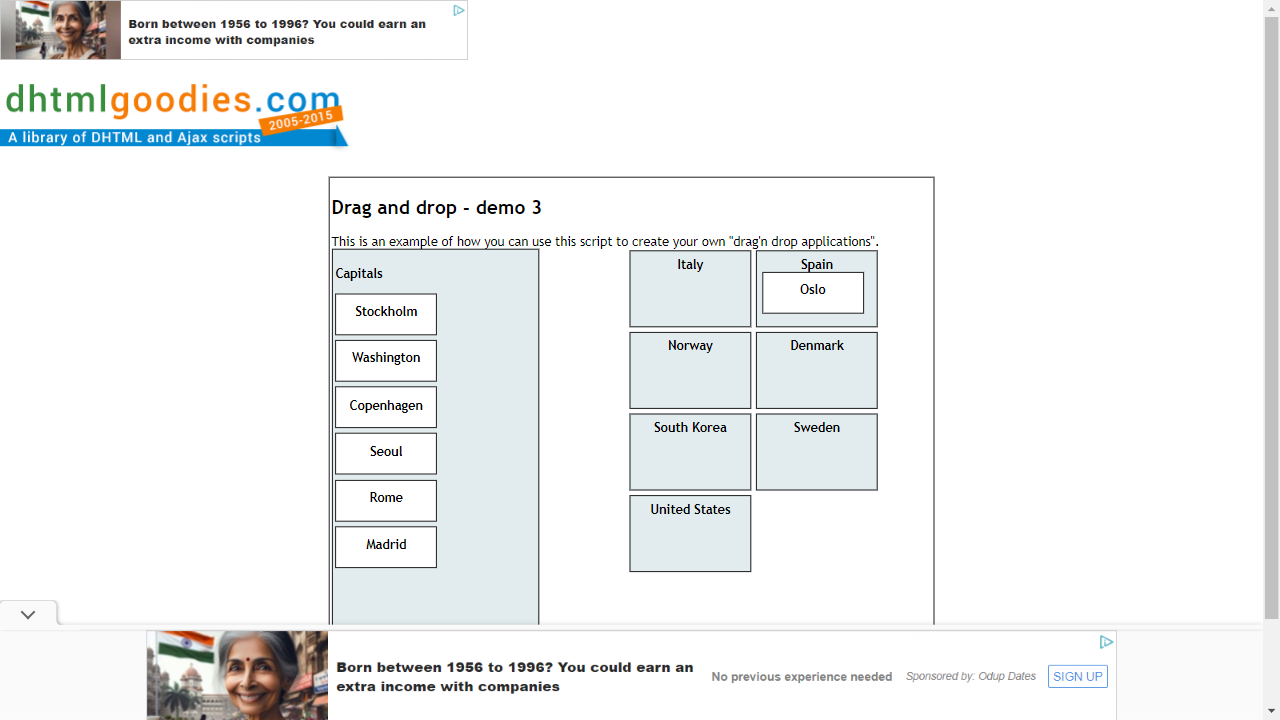 Born between 1956 to 1996? You could earn an
extra income with companies
dhtmlgoodies.com
2005-2015
A library of DHTML and Ajax scripts
Drag and drop - demo 3
This is an example of how you can use this script to create your own "drag'n drop applications".
Capitals
Stockholm
Washington
Copenhagen
Seoul
Rome
Madrid
Italy
Spain
Oslo
Norway
Denmark
South Korea
Sweden
United States
Born between 1956 to 1996? You could earn an
extra income with companies
No previous experience needed
Sponsored by: Odup Dates
SIGN UP